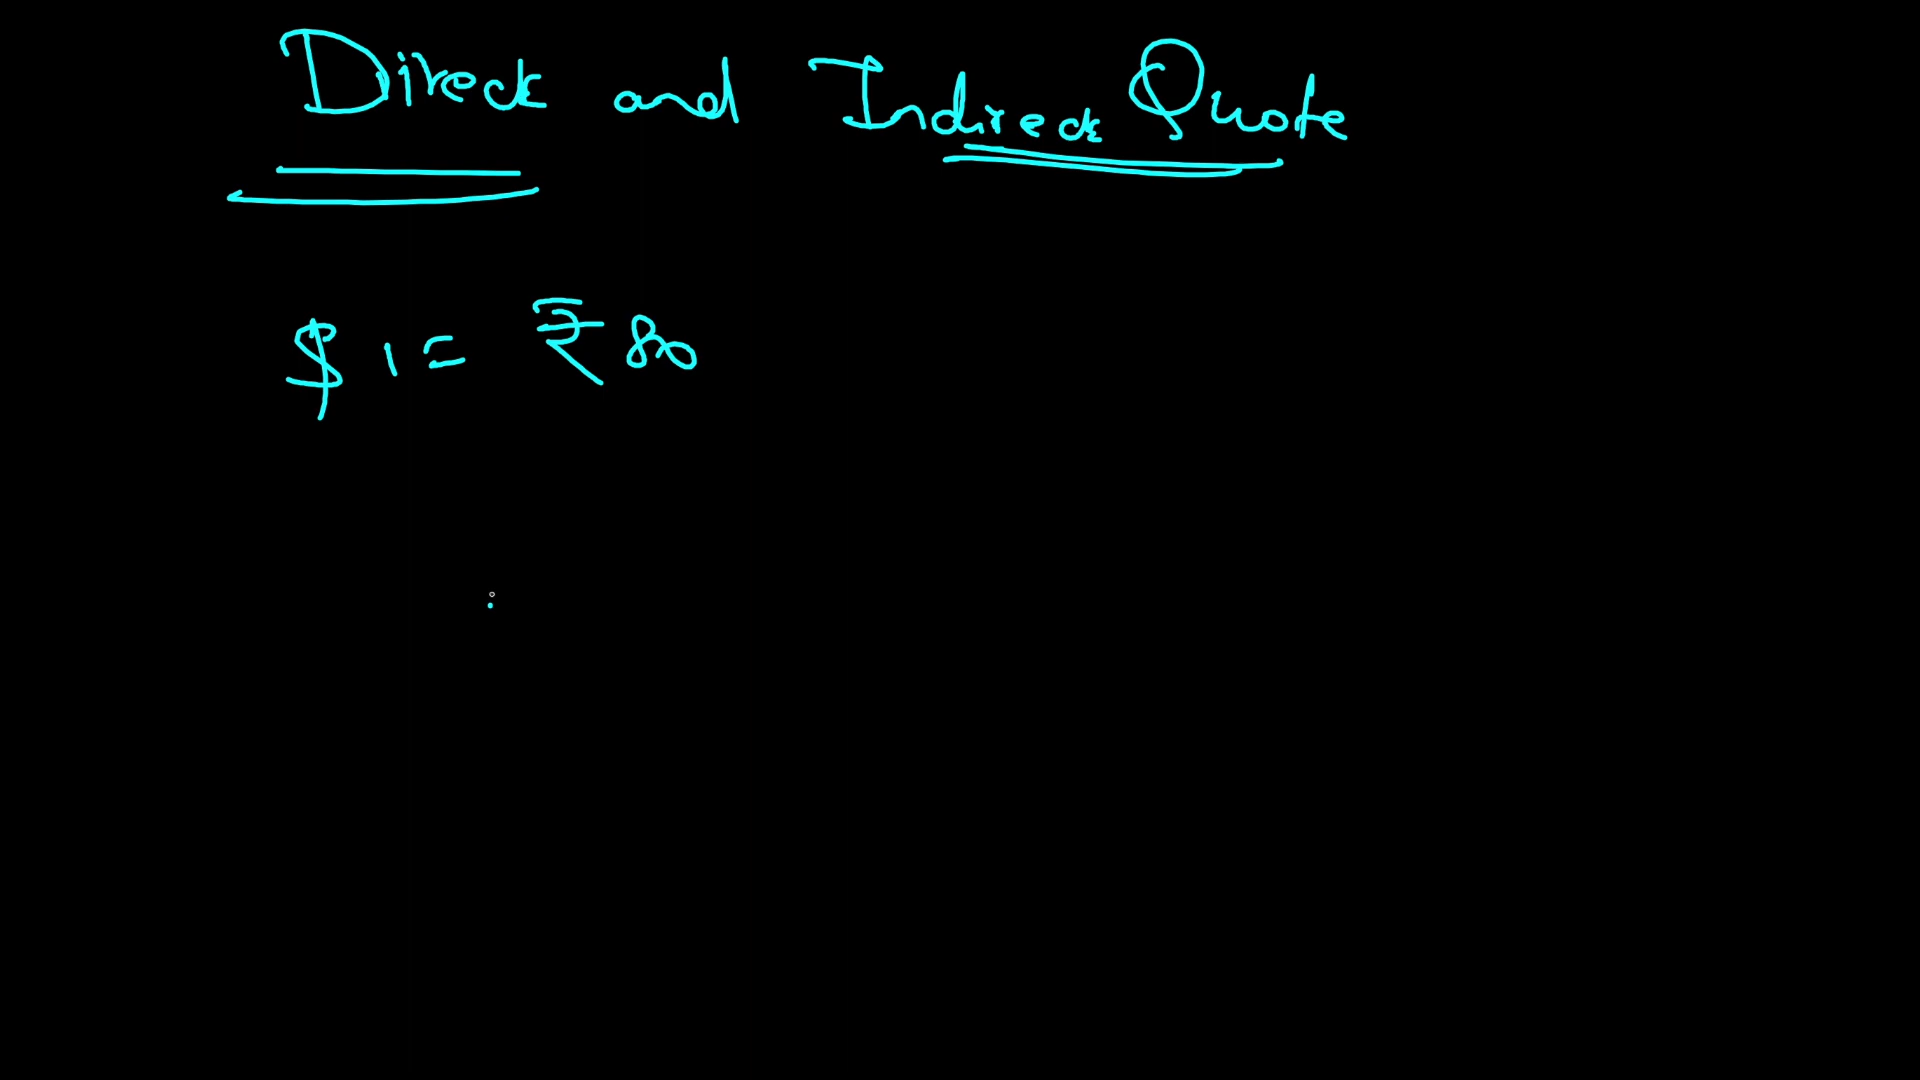 Direct and Indirect Quote
$ 1 = ₹ 80